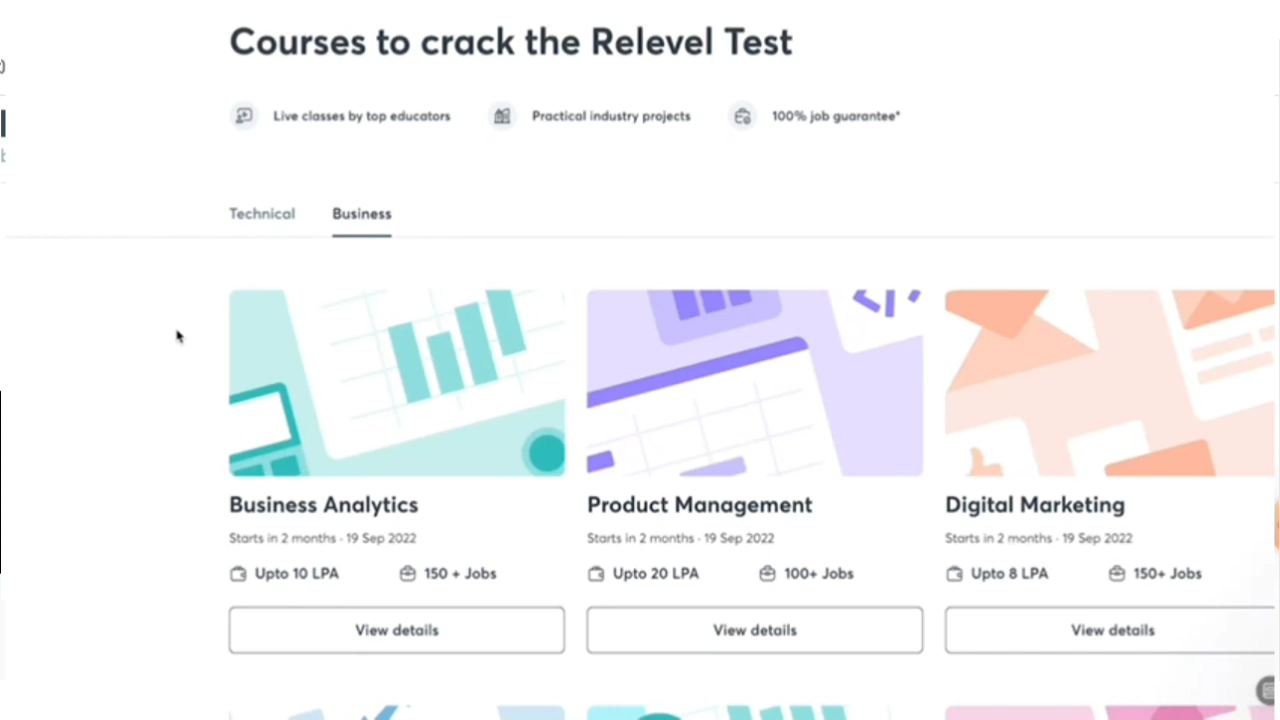 Courses to crack the Relevel Test
Live classes by top educators Practical industry projects 100% job guarantee*
Technical Business
Business Analytics Product Management Digital Marketing
Starts in 2 months · 19 Sep 2022 Starts in 2 months · 19 Sep 2022 Starts in 2 months · 19 Sep 2022
Upto 10 LPA 150 + Jobs Upto 20 LPA 100+ Jobs Upto 8 LPA 150+ Jobs
View details View details View details